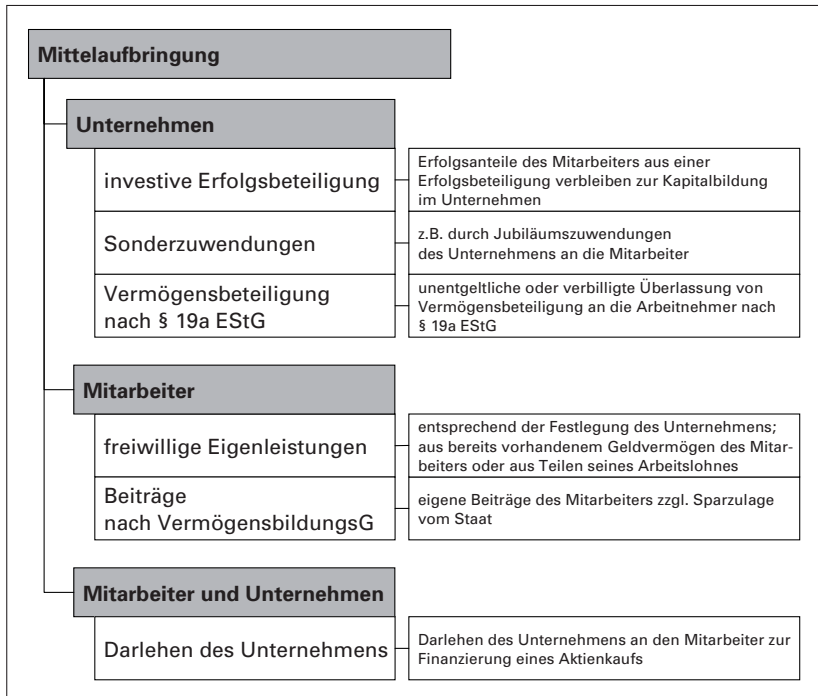 Mittelaufbringung
Unternehmen
investive Erfolgsbeteiligung
Erfolgsanteile des Mitarbeiters aus einer
Erfolgsbeteiligung verbleiben zur Kapitalbildung
im Unternehmen
Sonderzuwendungen
z.B. durch Jubiläumszuwendungen
des Unternehmens an die Mitarbeiter
Vermögensbeteiligung
nach § 19a EStG
unentgeltliche oder verbilligte Überlassung von
Vermögensbeteiligung an die Arbeitnehmer nach
§ 19a EStG
Mitarbeiter
freiwillige Eigenleistungen
entsprechend der Festlegung des Unternehmens;
aus bereits vorhandenem Geldvermögen des Mitar-
beiters oder aus Teilen seines Arbeitslohnes
Beiträge
nach VermögensbildungsG
eigene Beiträge des Mitarbeiters zzgl. Sparzulage
vom Staat
Mitarbeiter und Unternehmen
Darlehen des Unternehmens
Darlehen des Unternehmens an den Mitarbeiter zur
Finanzierung eines Aktienkaufs